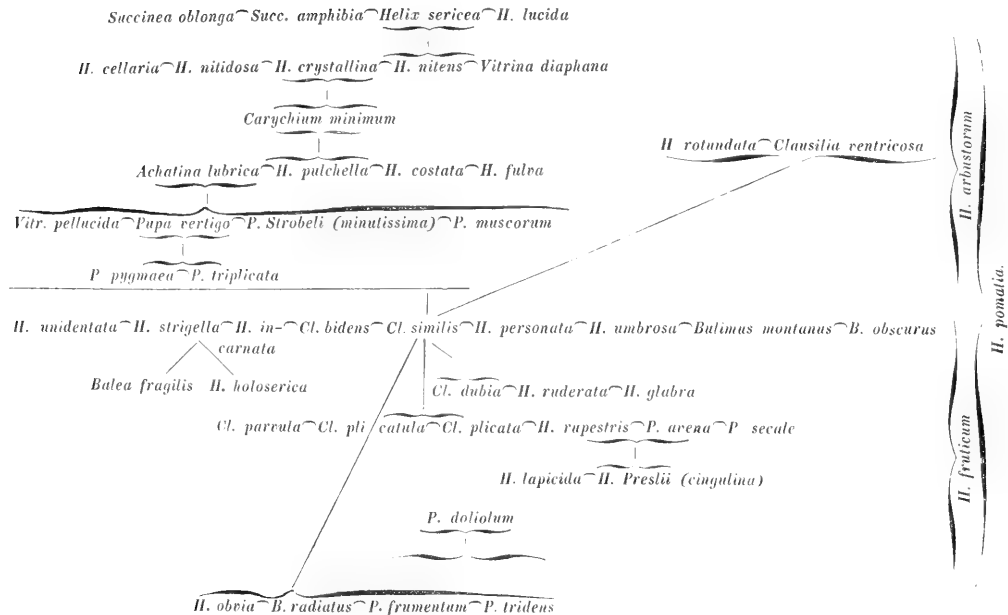 Succinea oblonga⁀Succ. amphibia⁀Helix sericea⁀H. lucida
H. cellaria⁀H. nitidosa⁀H. crystallina⁀H. nitens⁀Vitrina diaphana
Carychium minimum
H rotundata⁀Clausilia ventricosa
Achatina lubrica⁀H. pulchella⁀H. costata⁀H. fulva
Vitr. pellucida⁀Pupa vertigo⁀P. Strobeli (minutissima)⁀P. muscorum
P pygmaea⁀P. triplicata
H. unidentata⁀H. strigella⁀H. in-⁀Cl. bidens⁀Cl. similis⁀H. personata⁀H. umbrosa⁀Bulimus montanus⁀B. obscurus
carnata
Balea fragilis H. holoserica
Cl. dubia⁀H. ruderata⁀H. glabra
Cl. parvula⁀Cl. pli catula⁀Cl. plicata⁀H. rupestris⁀P. avena⁀P secale
H. lapicida⁀H. Preslii (cingulina)
P. doliolum
H. obvia⁀B. radiatus⁀P. frumentum⁀P. tridens
H. arbustorum
H. fruticum
H. pomatia.